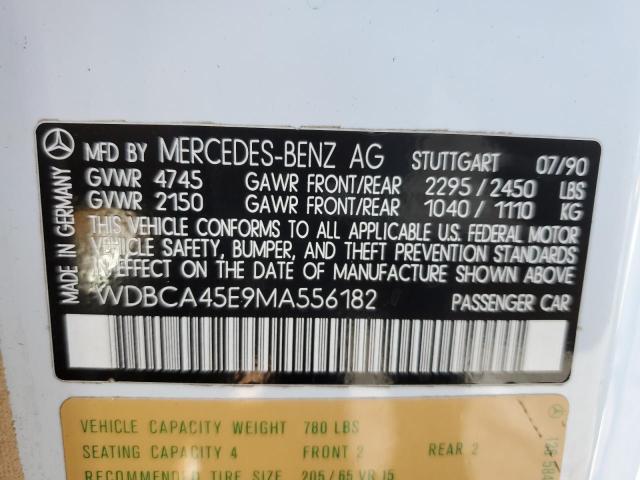 MFD BY MERCEDES-BENZ AG STUTTGART 07/90
GVWR 4745 GAWR FRONT/REAR 2295/2450 LBS
GVWR 2150 GAWR FRONT/REAR 1040/1110 KG
THIS VEHICLE CONFORMS TO ALL APPLICABLE U.S. FEDERAL MOTOR
VEHICLE SAFETY, BUMPER, AND THEFT PREVENTION STANDARDS
IN EFFECT ON THE DATE OF MANUFACTURE SHOWN ABOVE.
WDBCA45E9MA556182 PASSENGER CAR
MADE IN GERMANY
VEHICLE CAPACITY WEIGHT 780 LBS
SEATING CAPACITY 4 FRONT 2 REAR 2
RECOMMENDED TIRE SIZE 205/65 VR 15
126 584